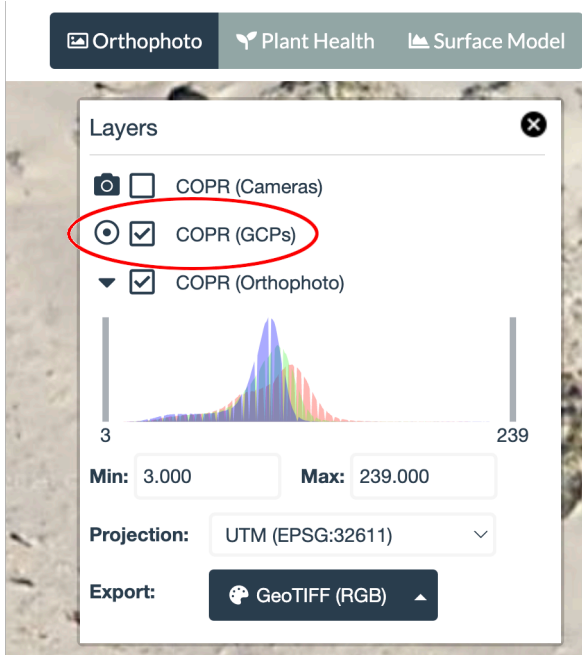 Orthophoto Plant Health Surface Model
Layers
COPR (Cameras)
COPR (GCPs)
COPR (Orthophoto)
3 239
Min: 3.000 Max: 239.000
Projection: UTM (EPSG:32611)
Export: GeoTIFF (RGB)